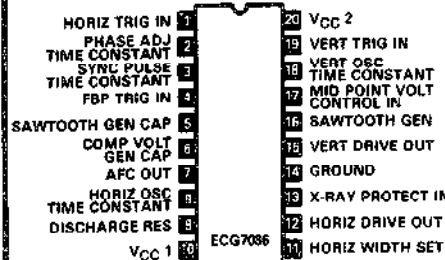 HORIZ TRIG IN 1
PHASE ADJ
TIME CONSTANT 2
SYNC PULSE
TIME CONSTANT 3
FBP TRIG IN 4
SAWTOOTH GEN CAP 5
COMP VOLT
GEN CAP 6
AFC OUT 7
HORIZ OSC
TIME CONSTANT 8
DISCHARGE RES 9
VCC 1 10
20 VCC 2
19 VERT TRIG IN
18 VERT OSC
TIME CONSTANT
17 MID POINT VOLT
CONTROL IN
16 SAWTOOTH GEN
15 VERT DRIVE OUT
14 GROUND
13 X-RAY PROTECT IN
12 HORIZ DRIVE OUT
11 HORIZ WIDTH SET
ECG7086